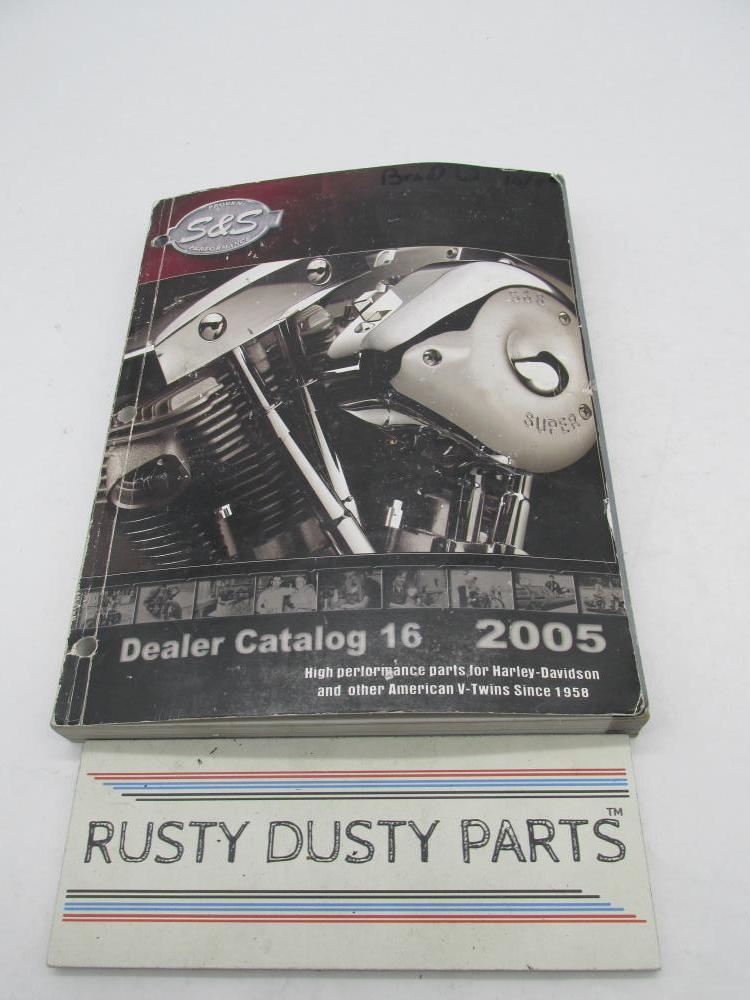 Brad
PROVEN
S&S
PERFORMANCE
S&S
SUPER
Dealer Catalog 16 2005
High performance parts for Harley-Davidson
and other American V-Twins Since 1958
RUSTY DUSTY PARTS™